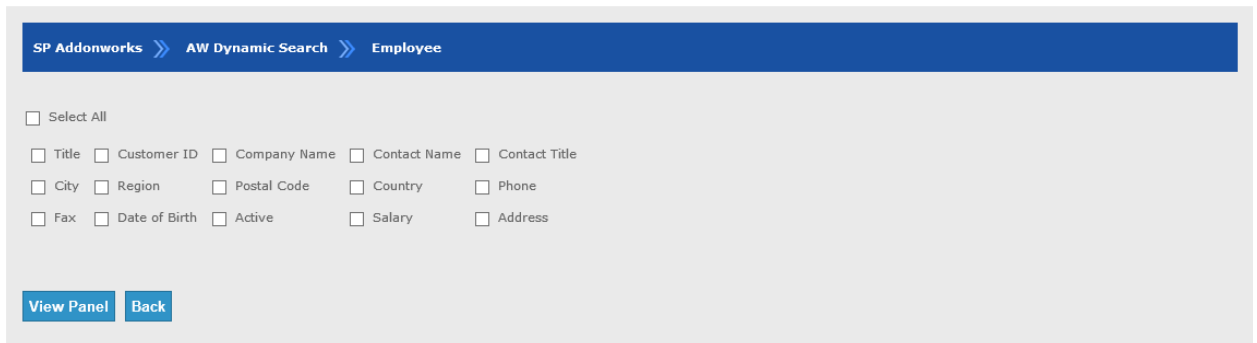 SP Addonworks AW Dynamic Search Employee
Select All
Title Customer ID Company Name Contact Name Contact Title
City Region Postal Code Country Phone
Fax Date of Birth Active Salary Address
View Panel Back